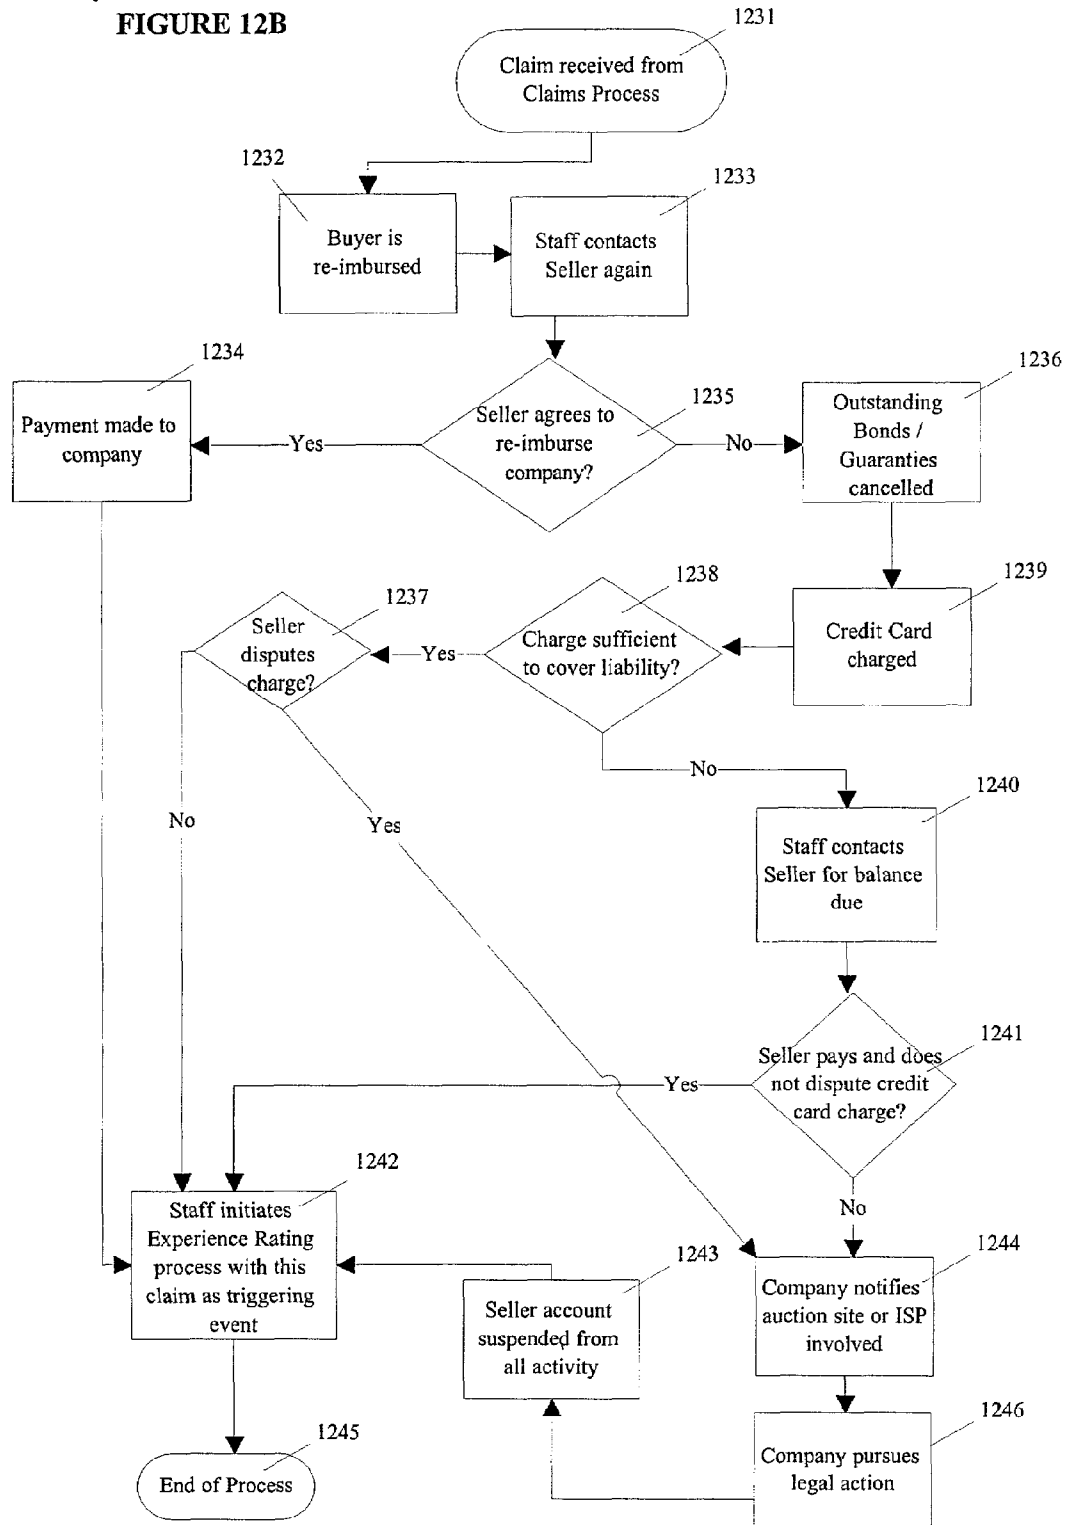 FIGURE 12B
1231
Claim received from
Claims Process
1232
Buyer is
re-imbursed
1233
Staff contacts
Seller again
1234
Payment made to
company
Yes
1235
Seller agrees to
re-imburse
company?
No
1236
Outstanding
Bonds /
Guaranties
cancelled
1237
Seller
disputes
charge?
Yes
1238
Charge sufficient
to cover liability?
1239
Credit Card
charged
No
No
Yes
1240
Staff contacts
Seller for balance
due
1241
Seller pays and does
not dispute credit
card charge?
Yes
No
1242
Staff initiates
Experience Rating
process with this
claim as triggering
event
1243
Seller account
suspended from
all activity
1244
Company notifies
auction site or ISP
involved
1245
End of Process
1246
Company pursues
legal action